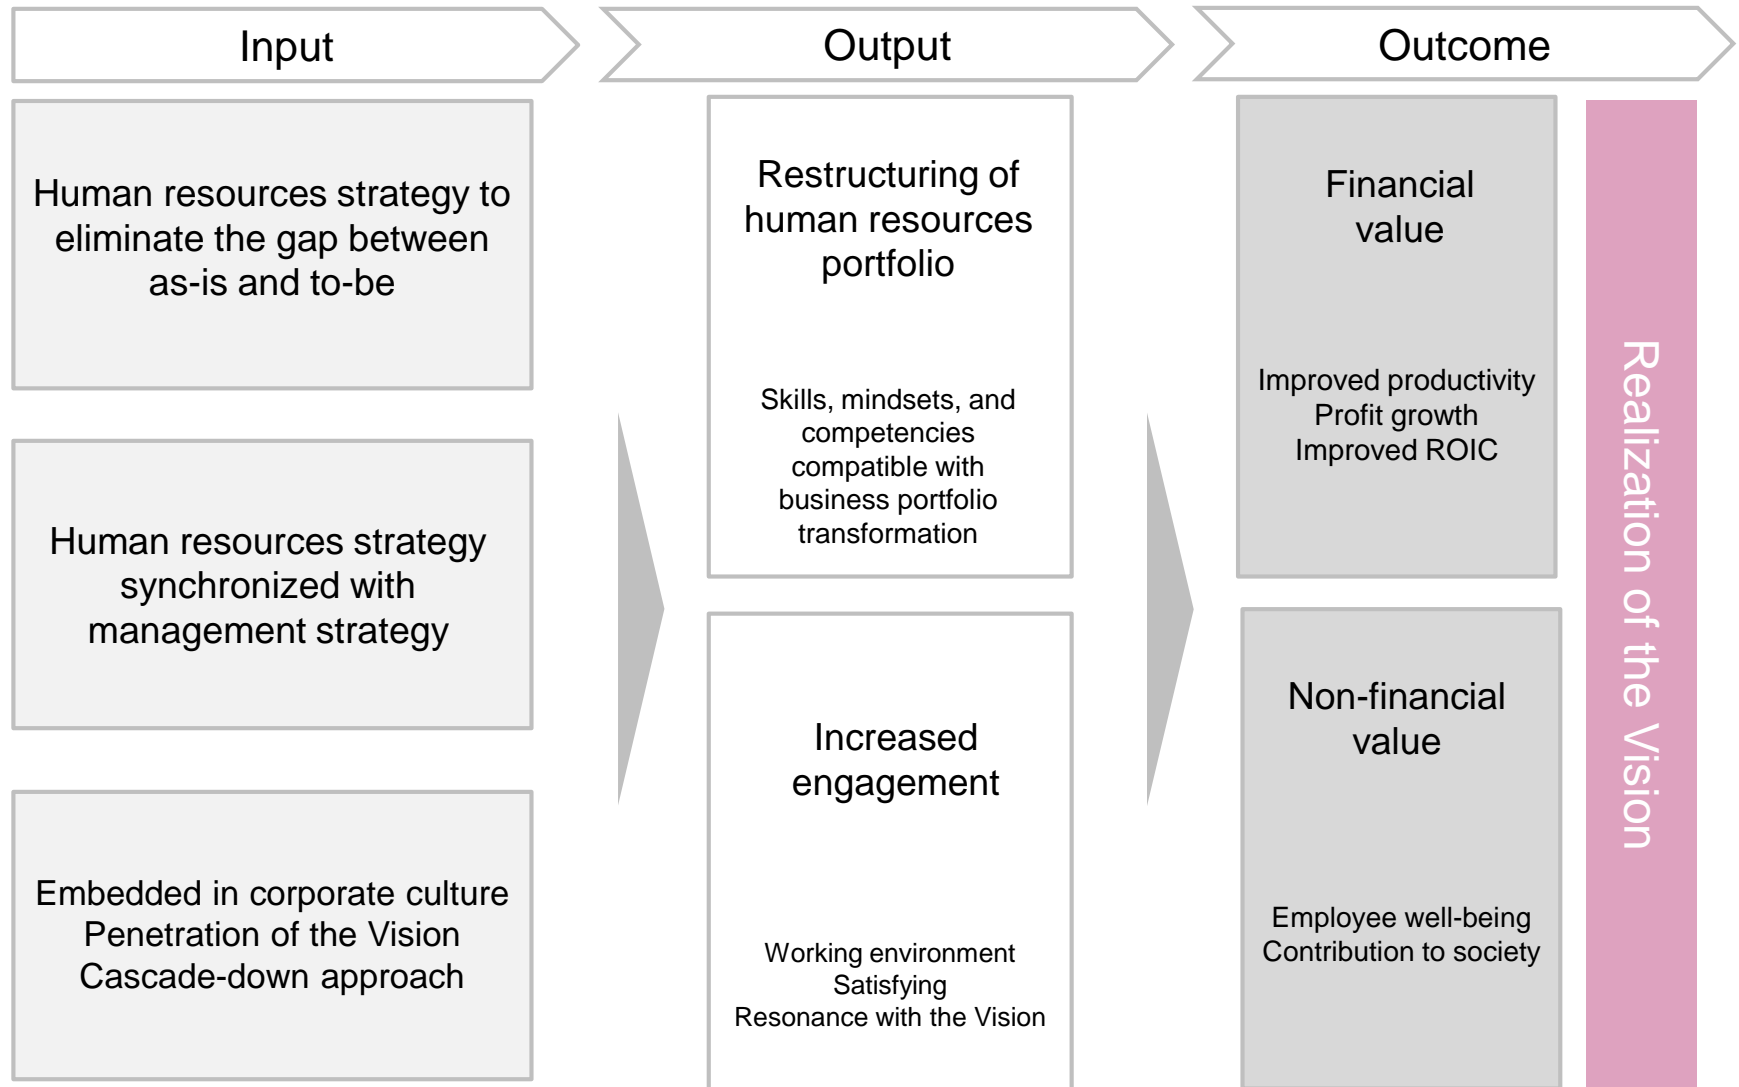 Input
Output
Outcome
Human resources strategy to
eliminate the gap between
as-is and to-be
Human resources strategy
synchronized with
management strategy
Embedded in corporate culture
Penetration of the Vision
Cascade-down approach
Restructuring of
human resources
portfolio
Skills, mindsets, and
competencies
compatible with
business portfolio
transformation
Increased
engagement
Working environment
Satisfying
Resonance with the Vision
Financial
value
Improved productivity
Profit growth
Improved ROIC
Non-financial
value
Employee well-being
Contribution to society
Realization of the Vision